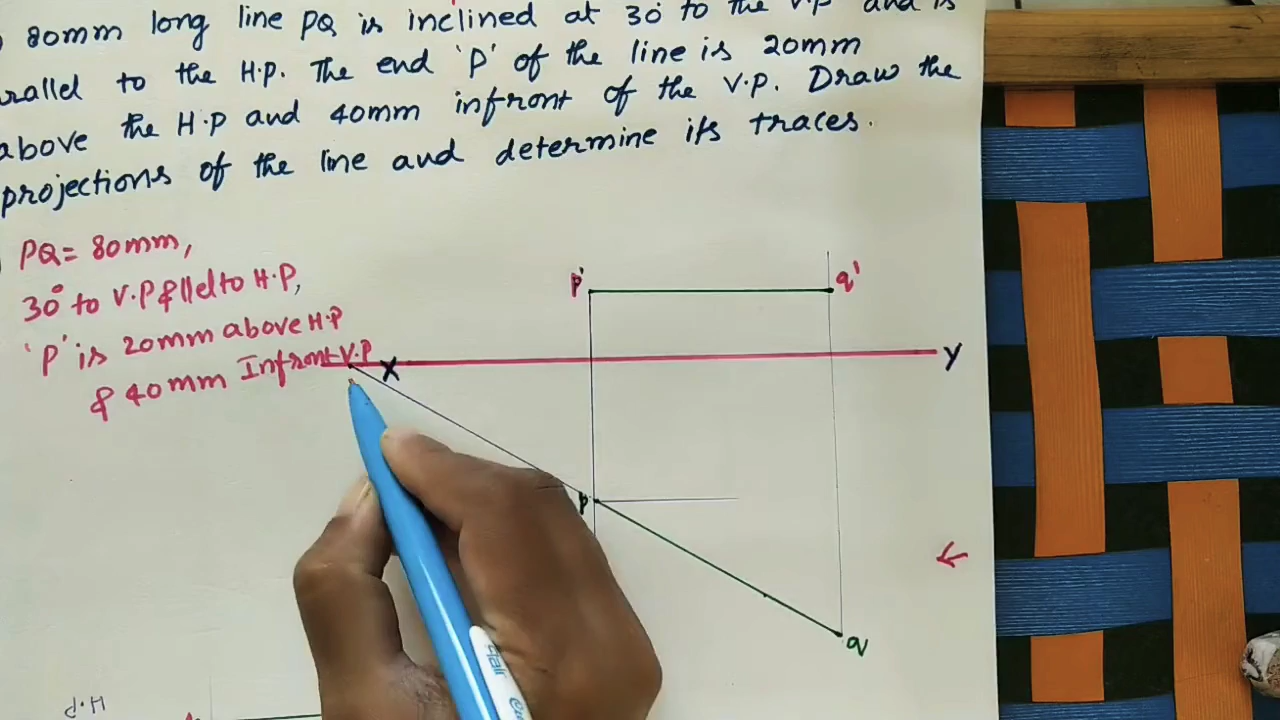 80mm long line PQ is inclined at 30° to the V.P and is
rallel to the H.P. The end 'P' of the line is 20mm
above the H.P and 40mm infront of the V.P. Draw the
projections of the line and determine its traces.
PQ = 80mm,
30° to V.P & llel to H.P,
'P' is 20mm above H.P
& 40mm Infront V.P
p'
q'
X
Y
p
q
H.P